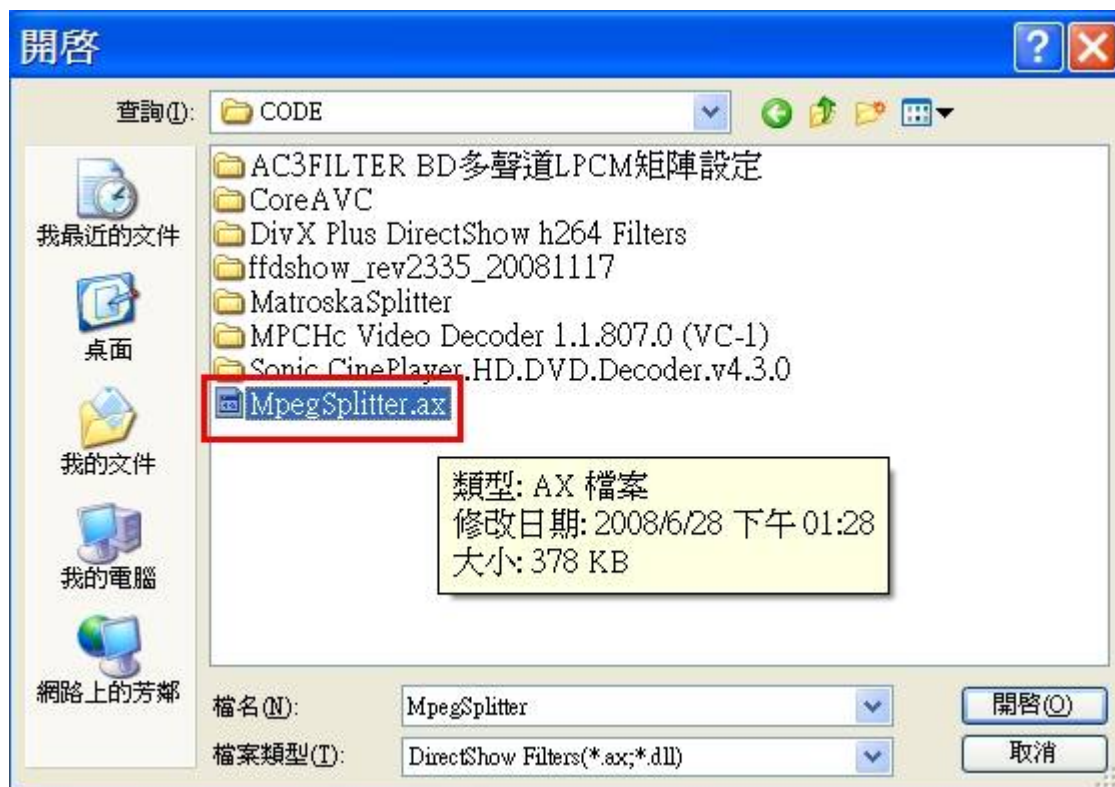 開啓
查詢(I):
CODE
我最近的文件
桌面
我的文件
我的電腦
網路上的芳鄰
AC3FILTER BD多聲道LPCM矩陣設定
CoreAVC
DivX Plus DirectShow h264 Filters
ffdshow_rev2335_20081117
MatroskaSplitter
MPCHc Video Decoder 1.1.807.0 (VC-1)
Sonic CinePlayer.HD.DVD.Decoder.v4.3.0
MpegSplitter.ax
類型: AX 檔案
修改日期: 2008/6/28 下午 01:28
大小: 378 KB
檔名(N):
MpegSplitter
開啓(O)
檔案類型(T):
DirectShow Filters(*.ax;*.dll)
取消